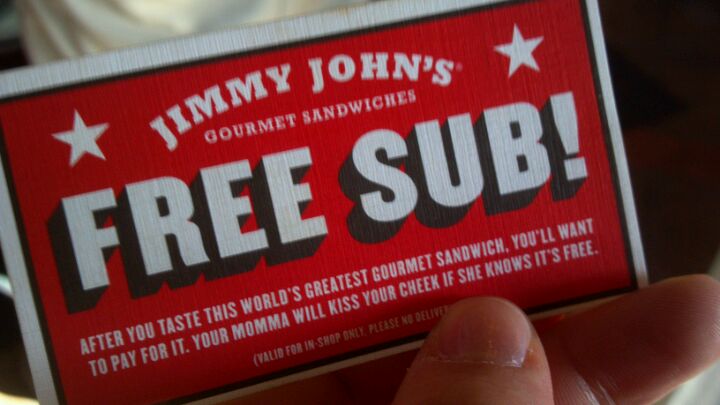 JIMMY JOHN'S
GOURMET SANDWICHES
FREE SUB!
AFTER YOU TASTE THIS WORLD'S GREATEST GOURMET SANDWICH, YOU'LL WANT
TO PAY FOR IT. YOUR MOMMA WILL KISS YOUR CHEEK IF SHE KNOWS IT'S FREE.
(VALID FOR IN-SHOP ONLY. PLEASE NO